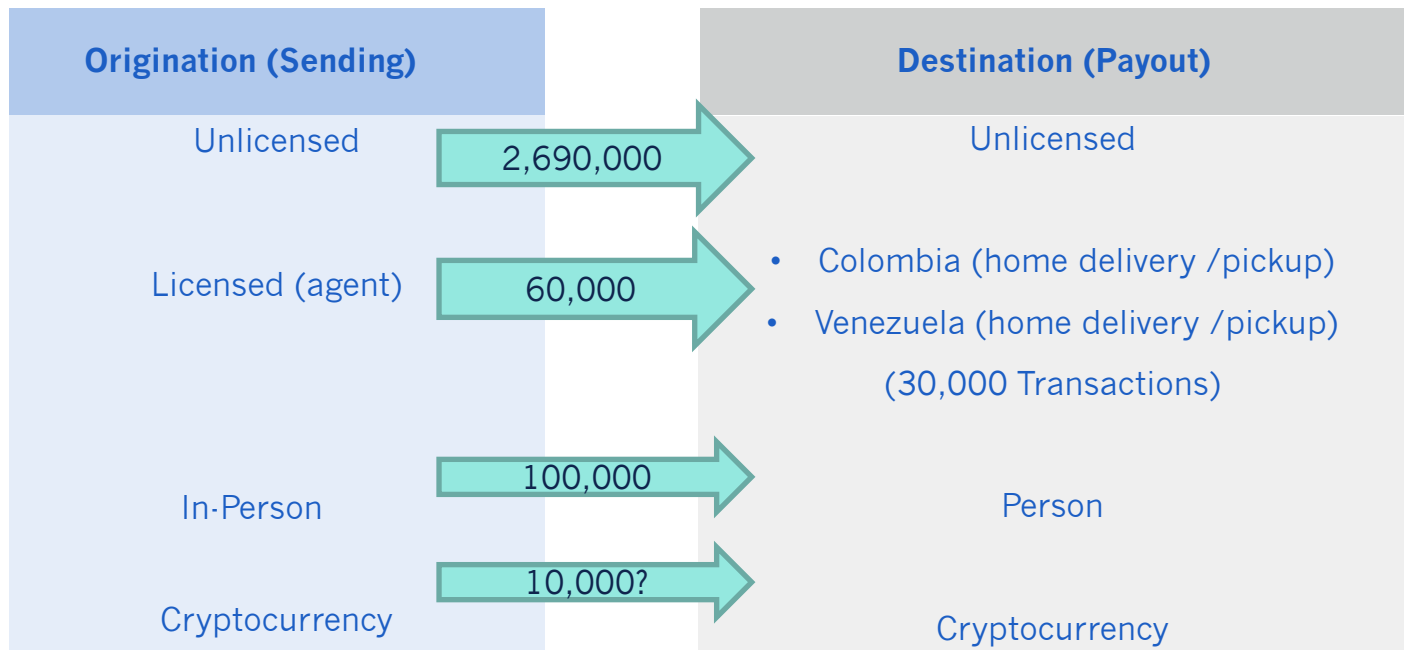 Origination (Sending)
Destination (Payout)
Unlicensed
2,690,000
Unlicensed
Licensed (agent)
60,000
• Colombia (home delivery /pickup)
• Venezuela (home delivery /pickup)
(30,000 Transactions)
In-Person
100,000
Person
Cryptocurrency
10,000?
Cryptocurrency